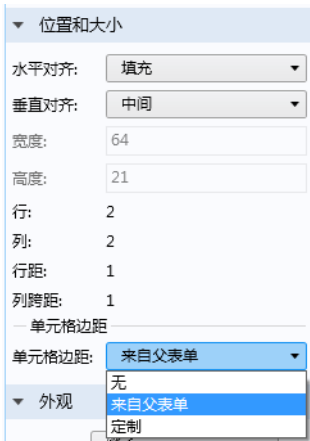 位置和大小
水平对齐: 填充
垂直对齐: 中间
宽度: 64
高度: 21
行: 2
列: 2
行距: 1
列跨距: 1
单元格边距
单元格边距: 来自父表单
无
外观
来自父表单
定制